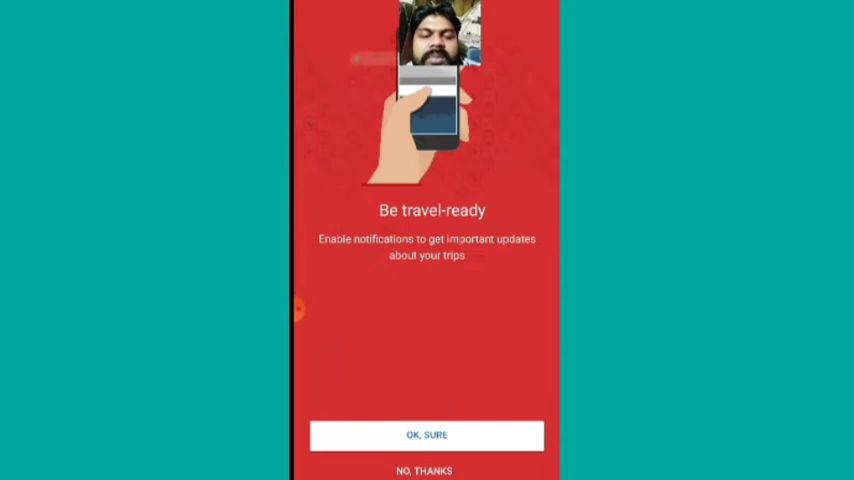 Be travel-ready
Enable notifications to get important updates
about your trips
OK, SURE
NO, THANKS